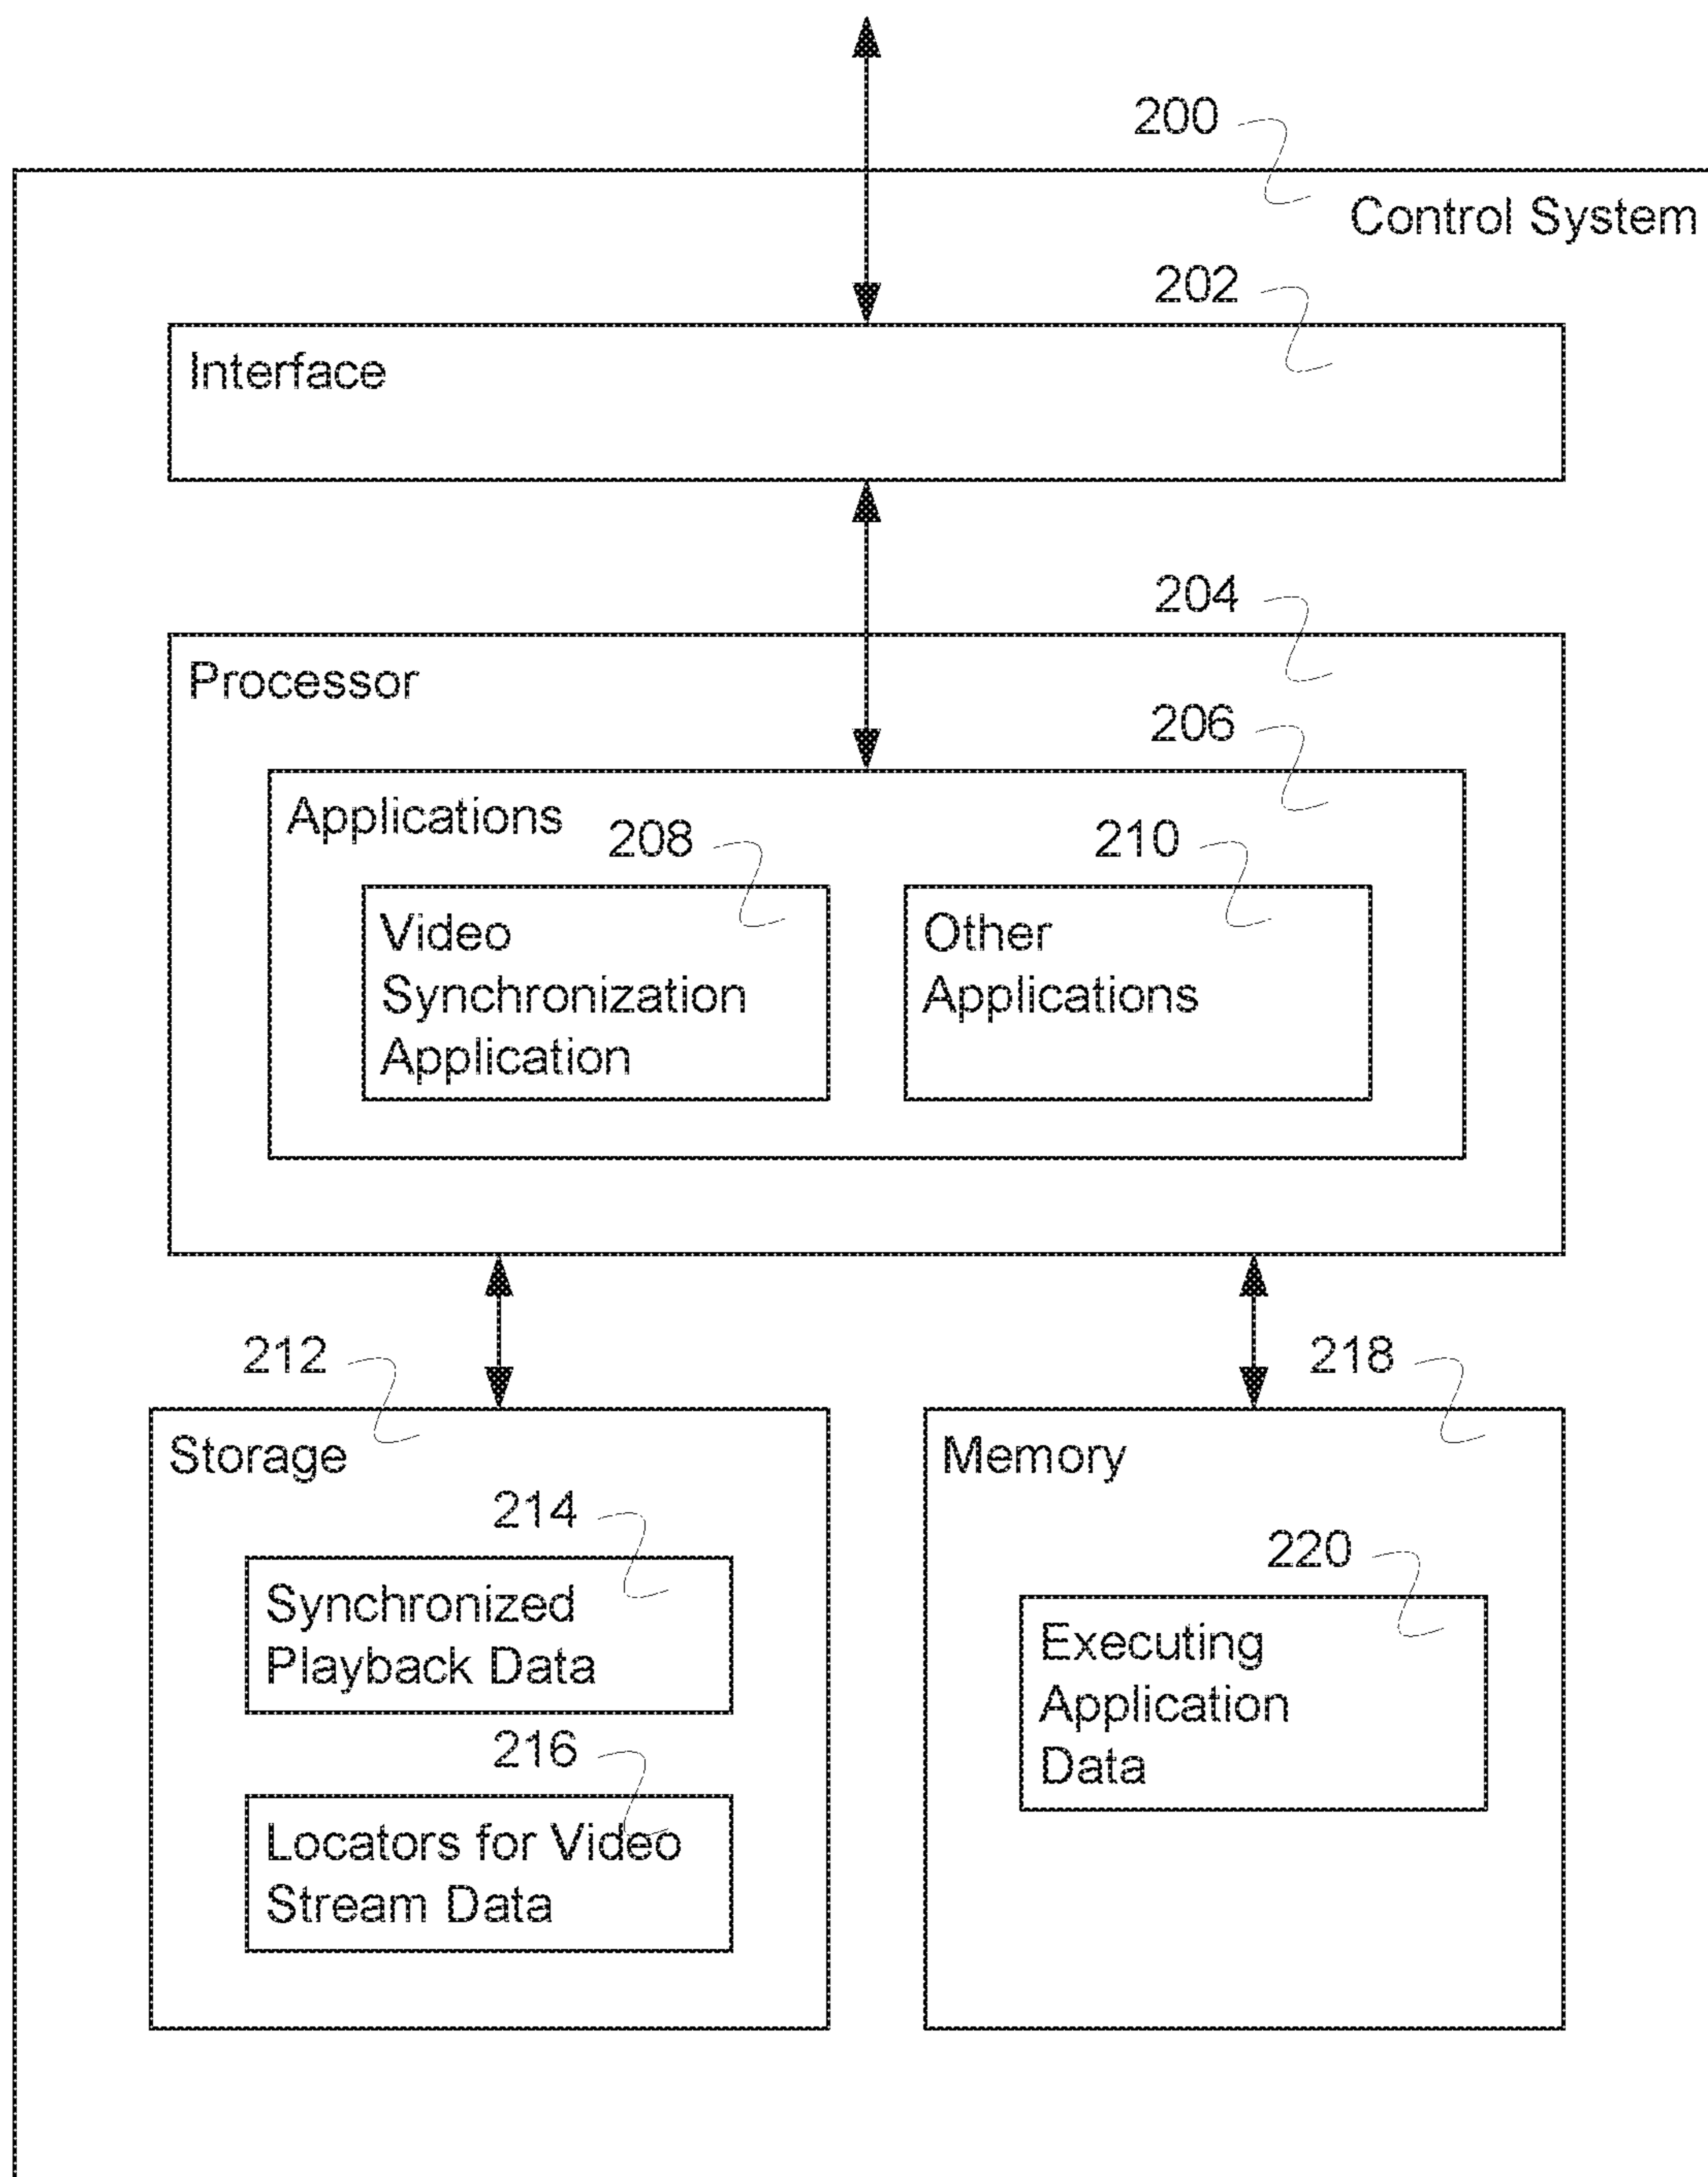 200
Control System
202
Interface
204
Processor
206
Applications
208
210
Video
Synchronization
Application
Other
Applications
212
218
Storage
Memory
214
Synchronized
Playback Data
216
Locators for Video
Stream Data
220
Executing
Application
Data